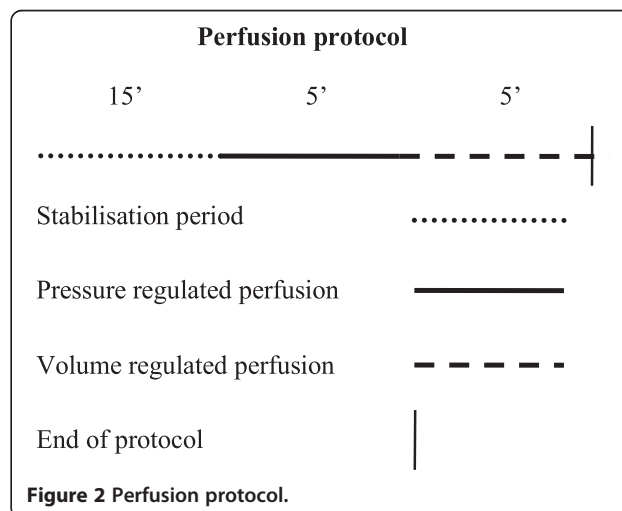 Perfusion protocol
15’ 5’ 5’
Stabilisation period
Pressure regulated perfusion
Volume regulated perfusion
End of protocol
Figure 2 Perfusion protocol.